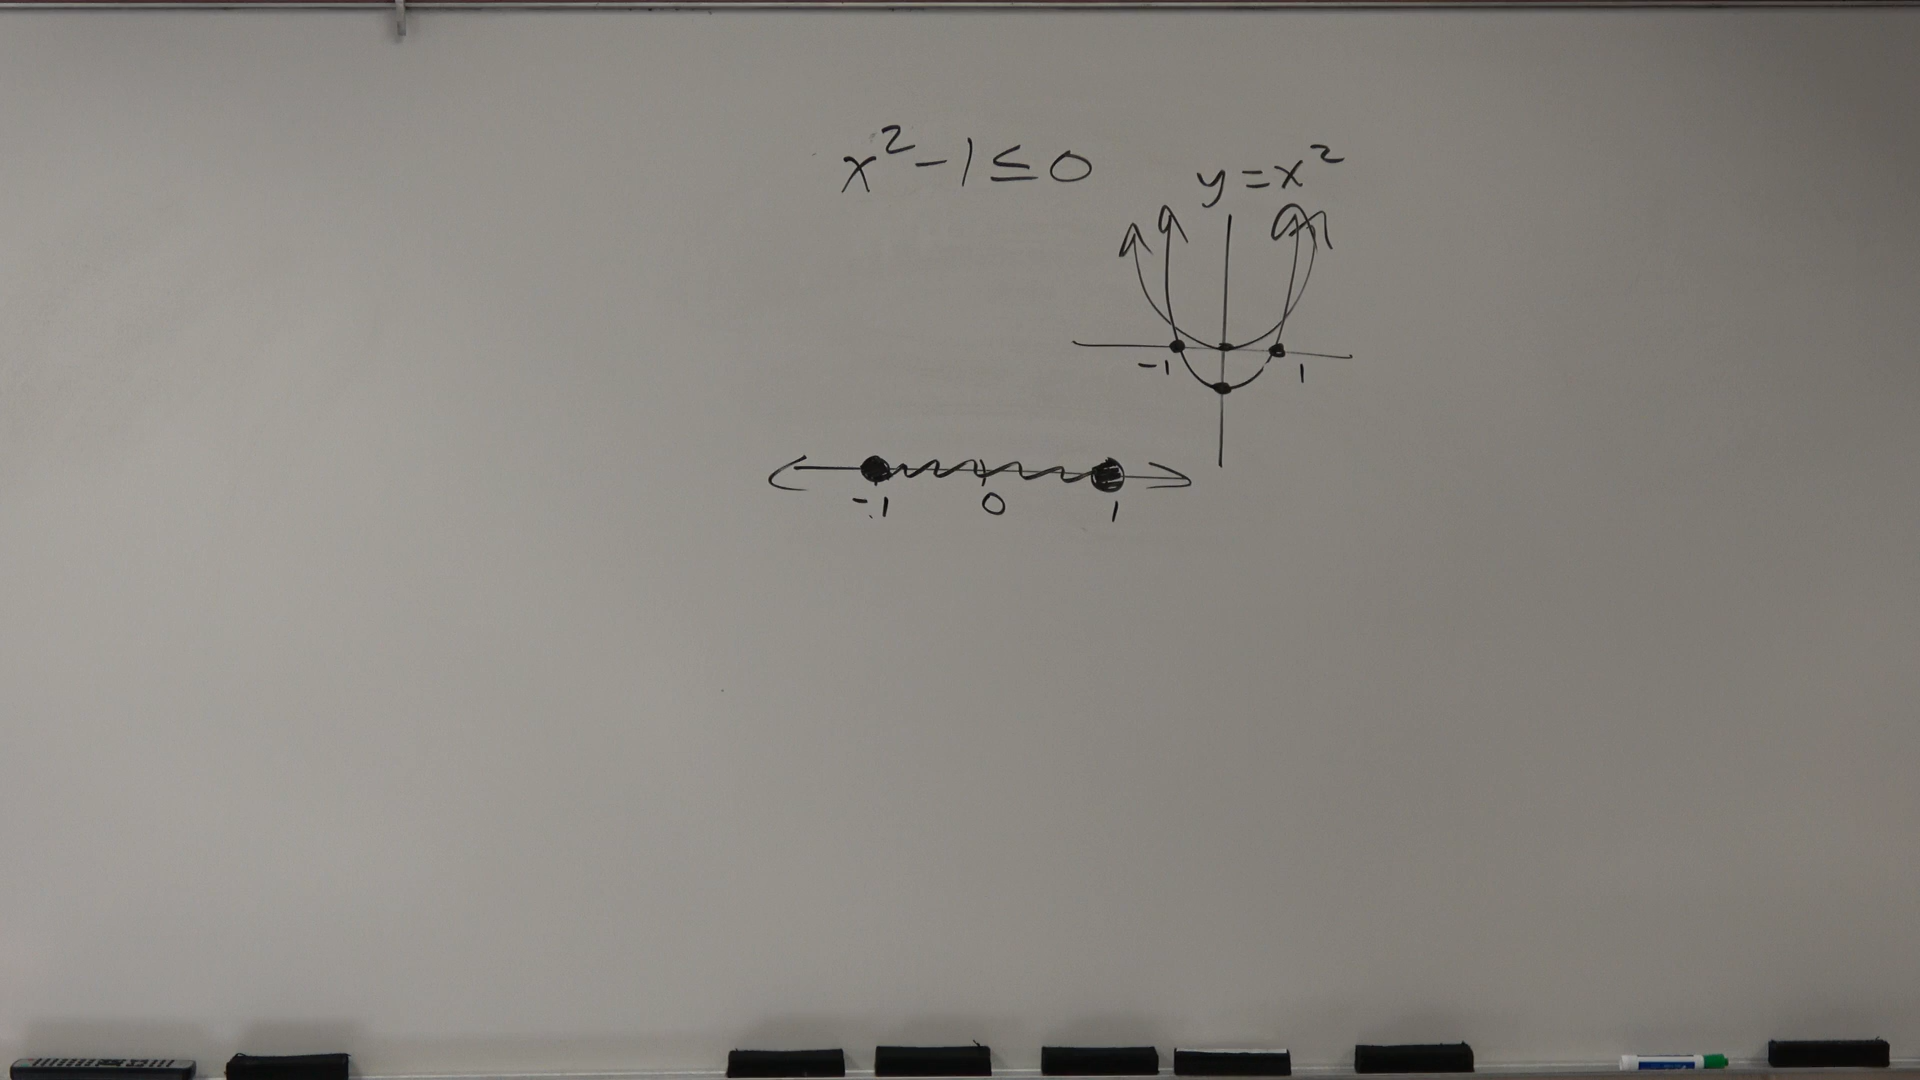 x² - 1 ≤ 0
y = x²
-1 1
-1 0 1